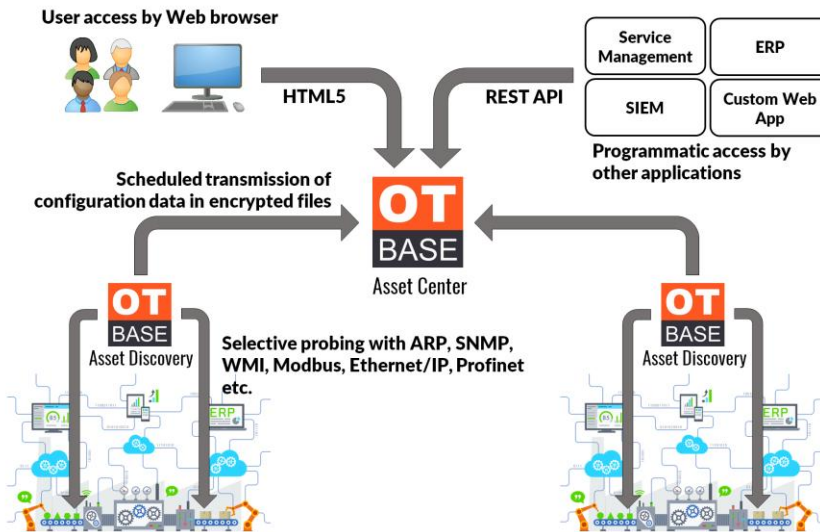 User access by Web browser
HTML5
REST API
Service
Management
ERP
SIEM
Custom Web
App
Programmatic access by
other applications
Scheduled transmission of
configuration data in encrypted files
OT
BASE
Asset Center
OT
BASE
Asset Discovery
Selective probing with ARP, SNMP,
WMI, Modbus, Ethernet/IP, Profinet
etc.
OT
BASE
Asset Discovery
ERP
ERP